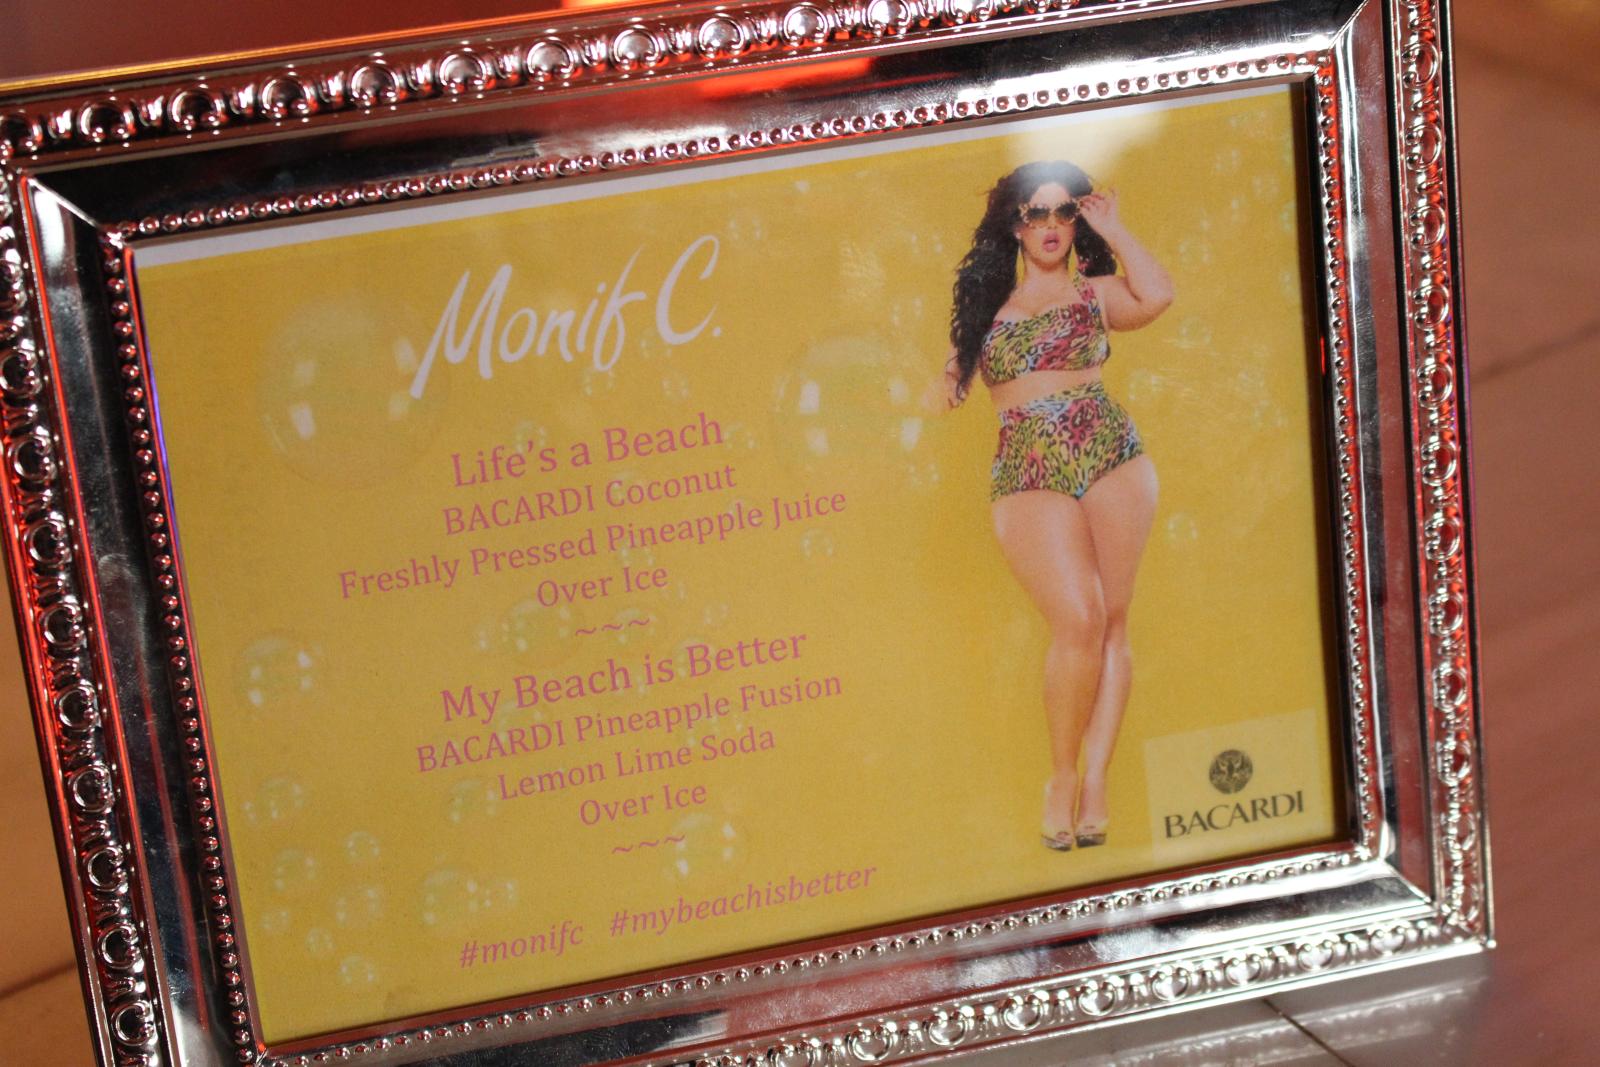 Monif C.
Life's a Beach
BACARDI Coconut
Freshly Pressed Pineapple Juice
Over Ice
~~~
My Beach is Better
BACARDI Pineapple Fusion
Lemon Lime Soda
Over Ice
~~~
#monifc #mybeachisbetter
BACARDI